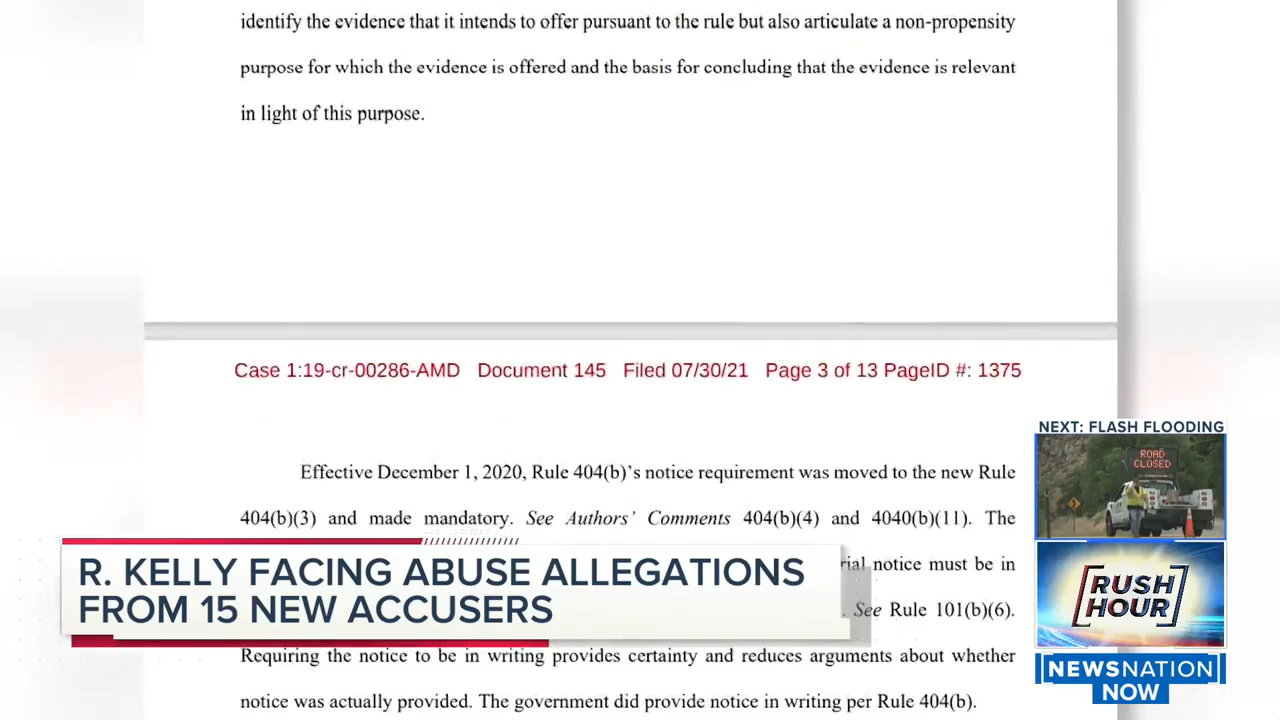 identify the evidence that it intends to offer pursuant to the rule but also articulate a non-propensity
purpose for which the evidence is offered and the basis for concluding that the evidence is relevant
in light of this purpose.
Case 1:19-cr-00286-AMD Document 145 Filed 07/30/21 Page 3 of 13 PageID #: 1375
Effective December 1, 2020, Rule 404(b)’s notice requirement was moved to the new Rule
404(b)(3) and made mandatory. See Authors’ Comments 404(b)(4) and 4040(b)(11). The
notice must be in
. See Rule 101(b)(6).
Requiring the notice to be in writing provides certainty and reduces arguments about whether
notice was actually provided. The government did provide notice in writing per Rule 404(b).
R. KELLY FACING ABUSE ALLEGATIONS
FROM 15 NEW ACCUSERS
NEXT: FLASH FLOODING
ROAD
CLOSED
RUSH
HOUR
NEWSNATION
NOW